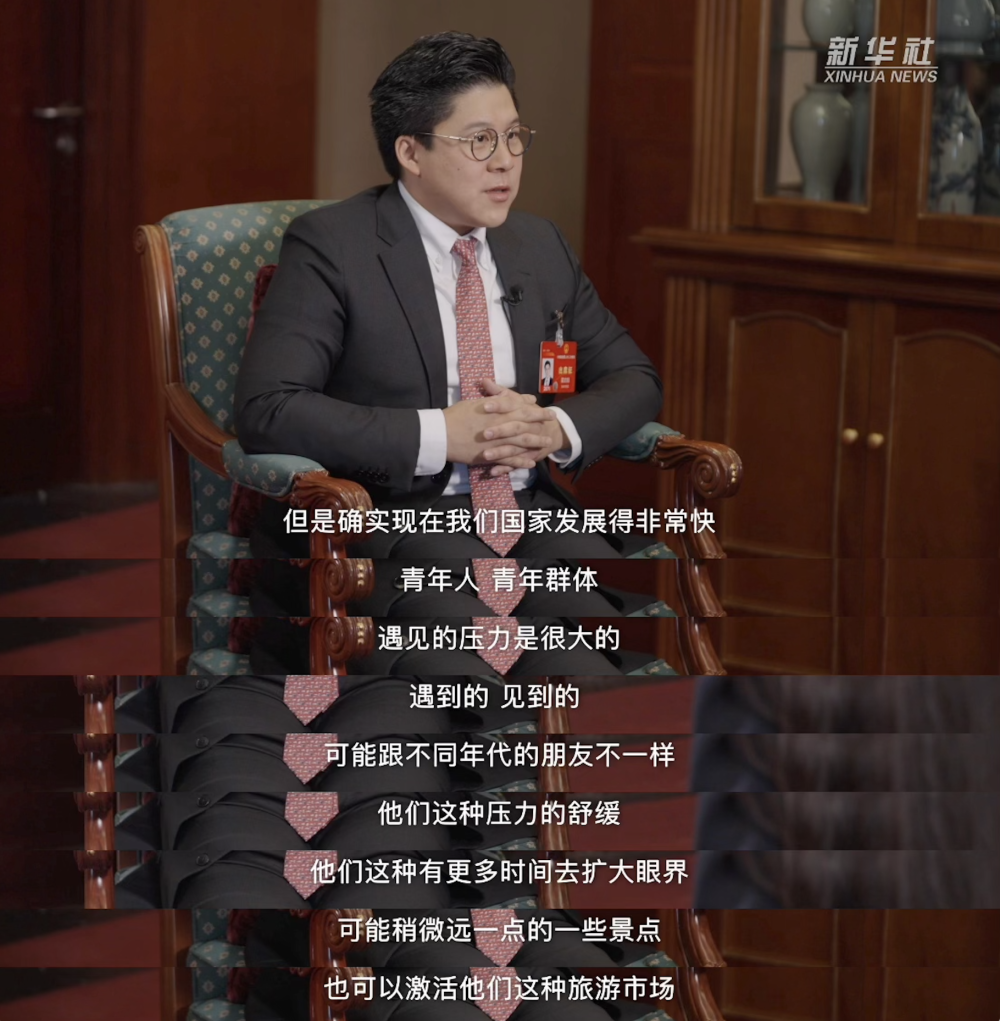 新华社
XINHUA NEWS
但是确实现在我们国家发展得非常快
青年人 青年群体
遇见的压力是很大的
遇到的 见到的
可能跟不同年代的朋友不一样
他们这种压力的舒缓
他们这种有更多时间去扩大眼界
可能稍微远一点的一些景点
也可以激活他们这种旅游市场